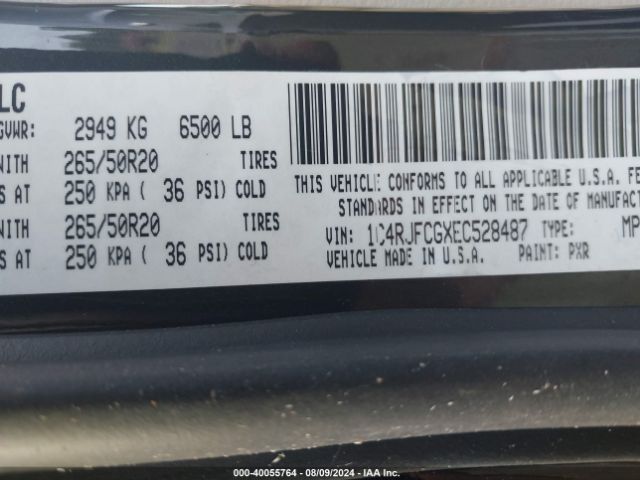 LC
GVWR: 2949 KG 6500 LB
WITH 265/50R20 TIRES
S AT 250 KPA ( 36 PSI) COLD
WITH 265/50R20 TIRES
S AT 250 KPA ( 36 PSI) COLD
THIS VEHICLE CONFORMS TO ALL APPLICABLE U.S.A. FE
STANDARDS IN EFFECT ON THE DATE OF MANUFACT
VIN: 1C4RJFCGXEC528487 TYPE: MP
VEHICLE MADE IN U.S.A. PAINT: PXR
000-40055764 - 08/09/2024 - IAA Inc.